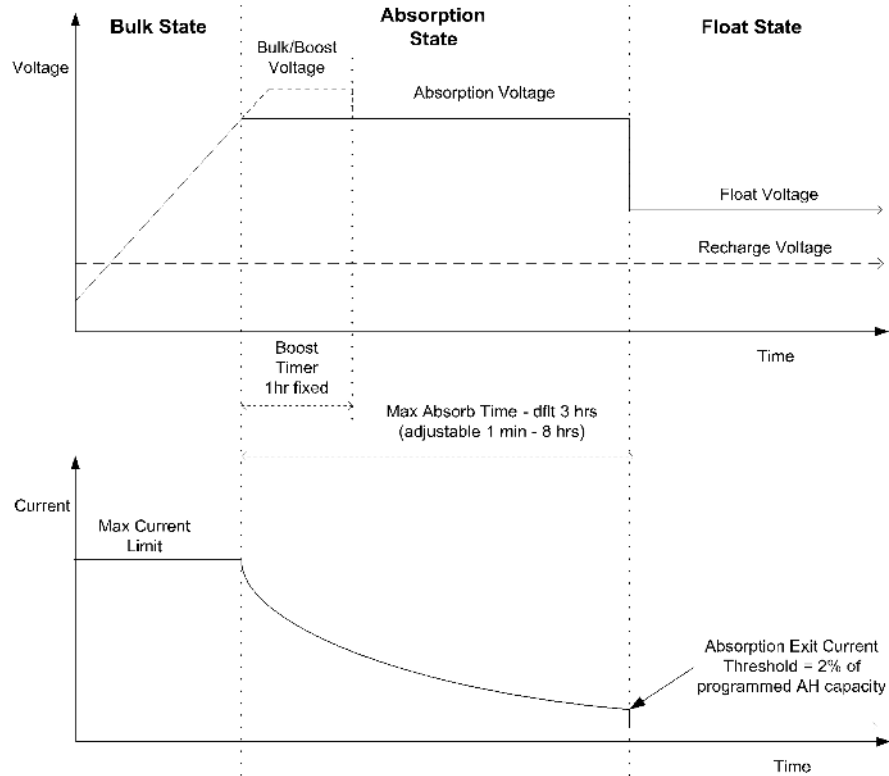 Bulk State
Absorption
State
Float State
Voltage
Bulk/Boost
Voltage
Absorption Voltage
Float Voltage
Recharge Voltage
Time
Boost
Timer
1hr fixed
Max Absorb Time - dflt 3 hrs
(adjustable 1 min - 8 hrs)
Current
Max Current
Limit
Absorption Exit Current
Threshold = 2% of
programmed AH capacity
Time